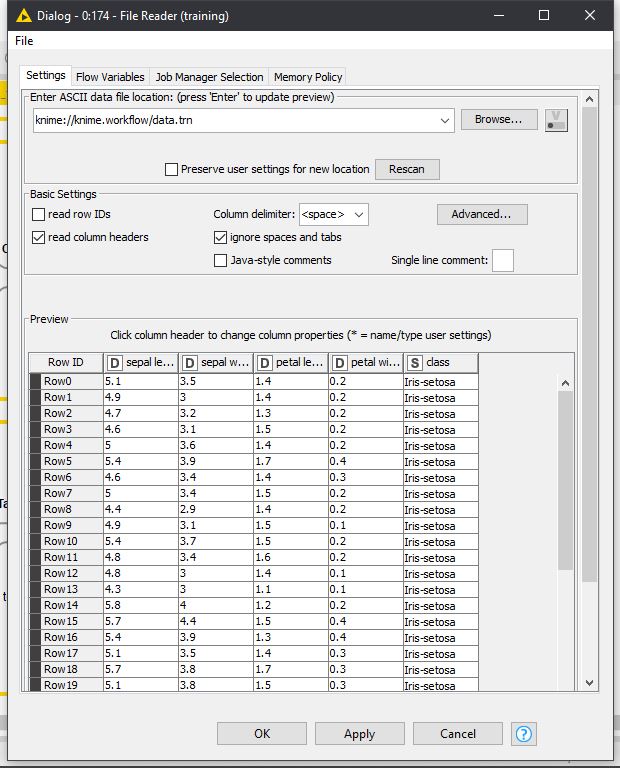 Dialog - 0:174 - File Reader (training)
File
Settings Flow Variables Job Manager Selection Memory Policy
Enter ASCII data file location: (press 'Enter' to update preview)
knime://knime.workflow/data.trn Browse... V
Preserve user settings for new location Rescan
Basic Settings
read row IDs Column delimiter: <space> Advanced...
read column headers ignore spaces and tabs
Java-style comments Single line comment:
Preview
Click column header to change column properties (* = name/type user settings)
Row ID D sepal le... D sepal w... D petal le... D petal wi... S class
Row0 5.1 3.5 1.4 0.2 Iris-setosa
Row1 4.9 3 1.4 0.2 Iris-setosa
Row2 4.7 3.2 1.3 0.2 Iris-setosa
Row3 4.6 3.1 1.5 0.2 Iris-setosa
Row4 5 3.6 1.4 0.2 Iris-setosa
Row5 5.4 3.9 1.7 0.4 Iris-setosa
Row6 4.6 3.4 1.4 0.3 Iris-setosa
Row7 5 3.4 1.5 0.2 Iris-setosa
Row8 4.4 2.9 1.4 0.2 Iris-setosa
Row9 4.9 3.1 1.5 0.1 Iris-setosa
Row10 5.4 3.7 1.5 0.2 Iris-setosa
Row11 4.8 3.4 1.6 0.2 Iris-setosa
Row12 4.8 3 1.4 0.1 Iris-setosa
Row13 4.3 3 1.1 0.1 Iris-setosa
Row14 5.8 4 1.2 0.2 Iris-setosa
Row15 5.7 4.4 1.5 0.4 Iris-setosa
Row16 5.4 3.9 1.3 0.4 Iris-setosa
Row17 5.1 3.5 1.4 0.3 Iris-setosa
Row18 5.7 3.8 1.7 0.3 Iris-setosa
Row19 5.1 3.8 1.5 0.3 Iris-setosa
OK Apply Cancel ?